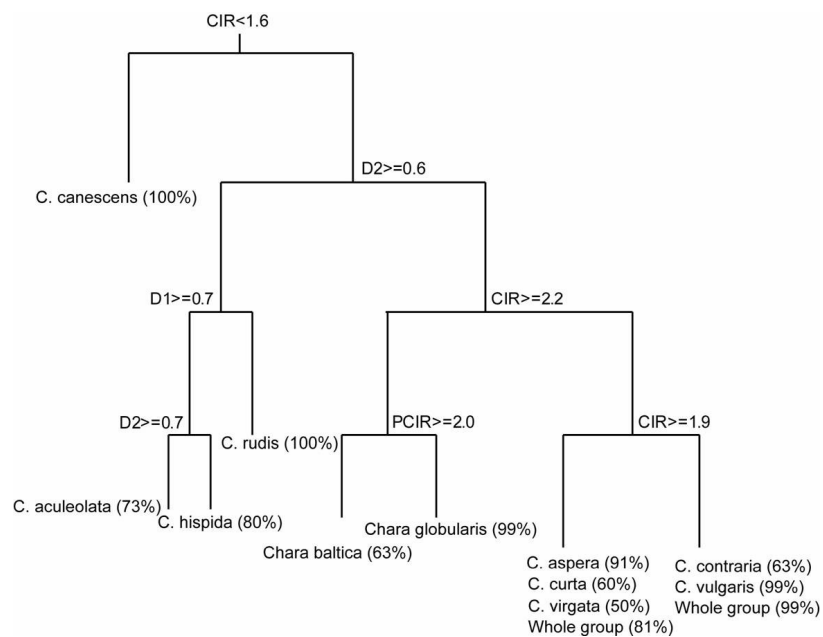 CIR<1.6
D2>=0.6
C. canescens (100%)
D1>=0.7
CIR>=2.2
D2>=0.7
PCIR>=2.0
CIR>=1.9
C. rudis (100%)
C. aculeolata (73%)
C. hispida (80%)
Chara globularis (99%)
Chara baltica (63%)
C. aspera (91%)
C. curta (60%)
C. virgata (50%)
Whole group (81%)
C. contraria (63%)
C. vulgaris (99%)
Whole group (99%)